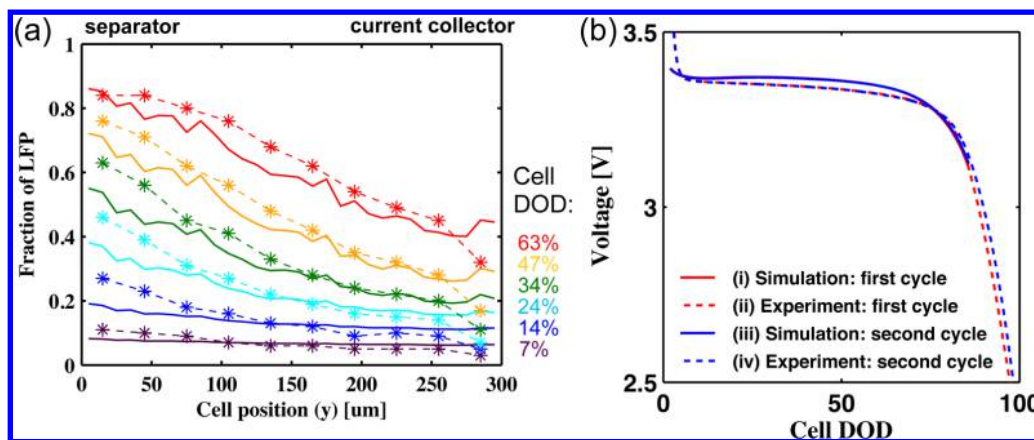 (a)
separator
current collector
1
0.8
0.6
0.4
0.2
0
Fraction of LFP
0
50
100
150
200
250
300
Cell position (y) [um]
Cell
DOD:
63%
47%
34%
24%
14%
7%
(b)
3.5
3
2.5
Voltage [V]
(i) Simulation: first cycle
(ii) Experiment: first cycle
(iii) Simulation: second cycle
(iv) Experiment: second cycle
0
50
100
Cell DOD